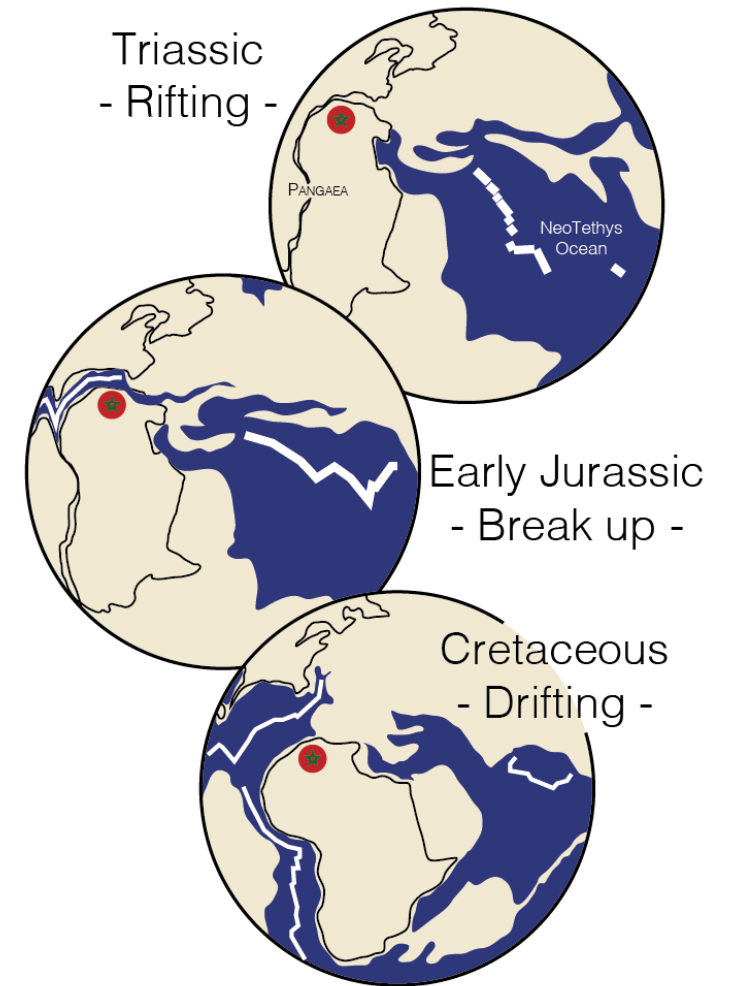 Triassic
- Rifting -
PANGAEA
NeoTethys
Ocean
Early Jurassic
- Break up -
Cretaceous
- Drifting -